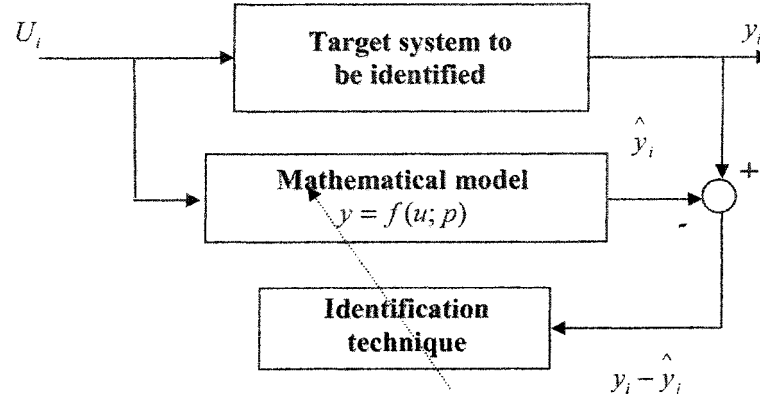 U_i
Target system to
be identified
y_i
ŷ_i
+
Mathematical model
y = f(u; p)
-
Identification
technique
y_i − ŷ_i